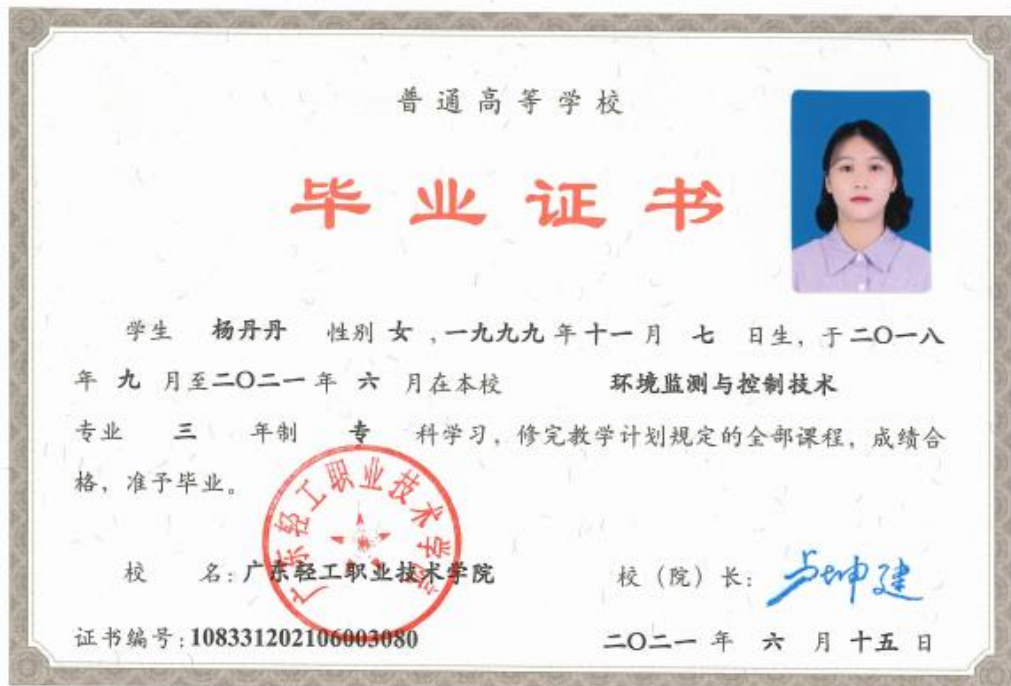 普通高等学校
毕业证书
学生 杨丹丹 性别 女 ，一九九九 年 十一 月 七 日生，于 二〇一八
年 九 月至 二〇二一 年 六 月在本校 环境监测与控制技术
专业 三 年制 专 科学习，修完教学计划规定的全部课程，成绩合
格，准予毕业。
广东轻工职业技术学院
校 名：广东轻工职业技术学院 校（院）长：卢坤建
证书编号：108331202106003080 二〇二一 年 六 月 十五 日